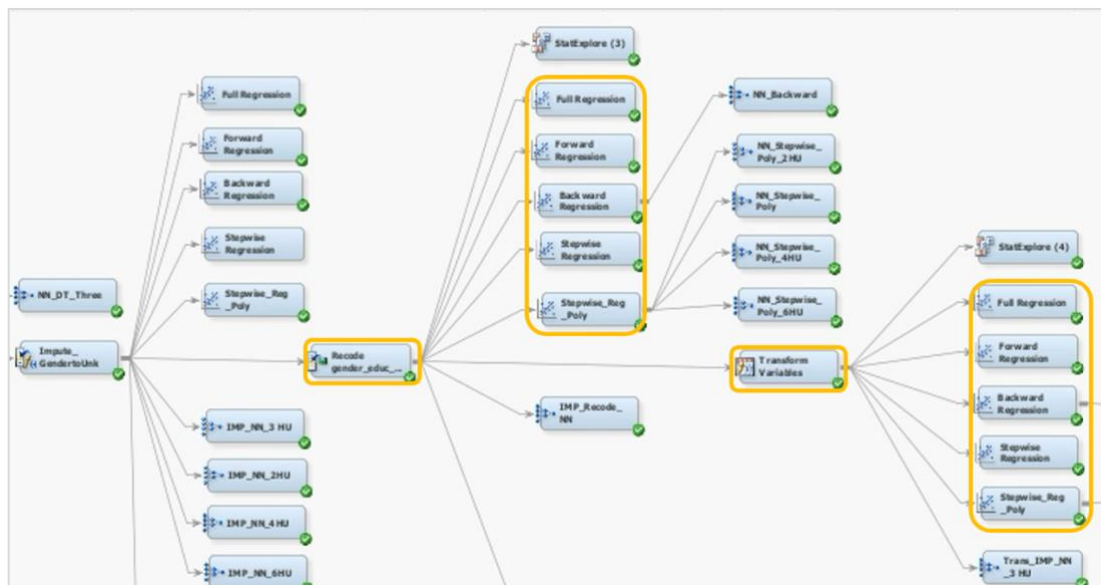 NN_DT_Three
Impute_
GendertoUnk
Full Regression
Forward
Regression
Backward
Regression
Stepwise
Regression
Stepwise_Reg
_Poly
IMP_NN_3 HU
IMP_NN_2HU
IMP_NN_4 HU
IMP_NN_6HU
Recode
gender_educ_...
StatExplore (3)
Full Regression
Forward
Regression
Backward
Regression
Stepwise
Regression
Stepwise_Reg
_Poly
IMP_Recode_
NN
NN_Backward
NN_Stepwise_
Poly_2HU
NN_Stepwise_
Poly
NN_Stepwise_
Poly_4HU
NN_Stepwise_
Poly_6HU
Transform
Variables
StatExplore (4)
Full Regression
Forward
Regression
Backward
Regression
Stepwise
Regression
Stepwise_Reg
_Poly
Trans_IMP_NN
_3 HU